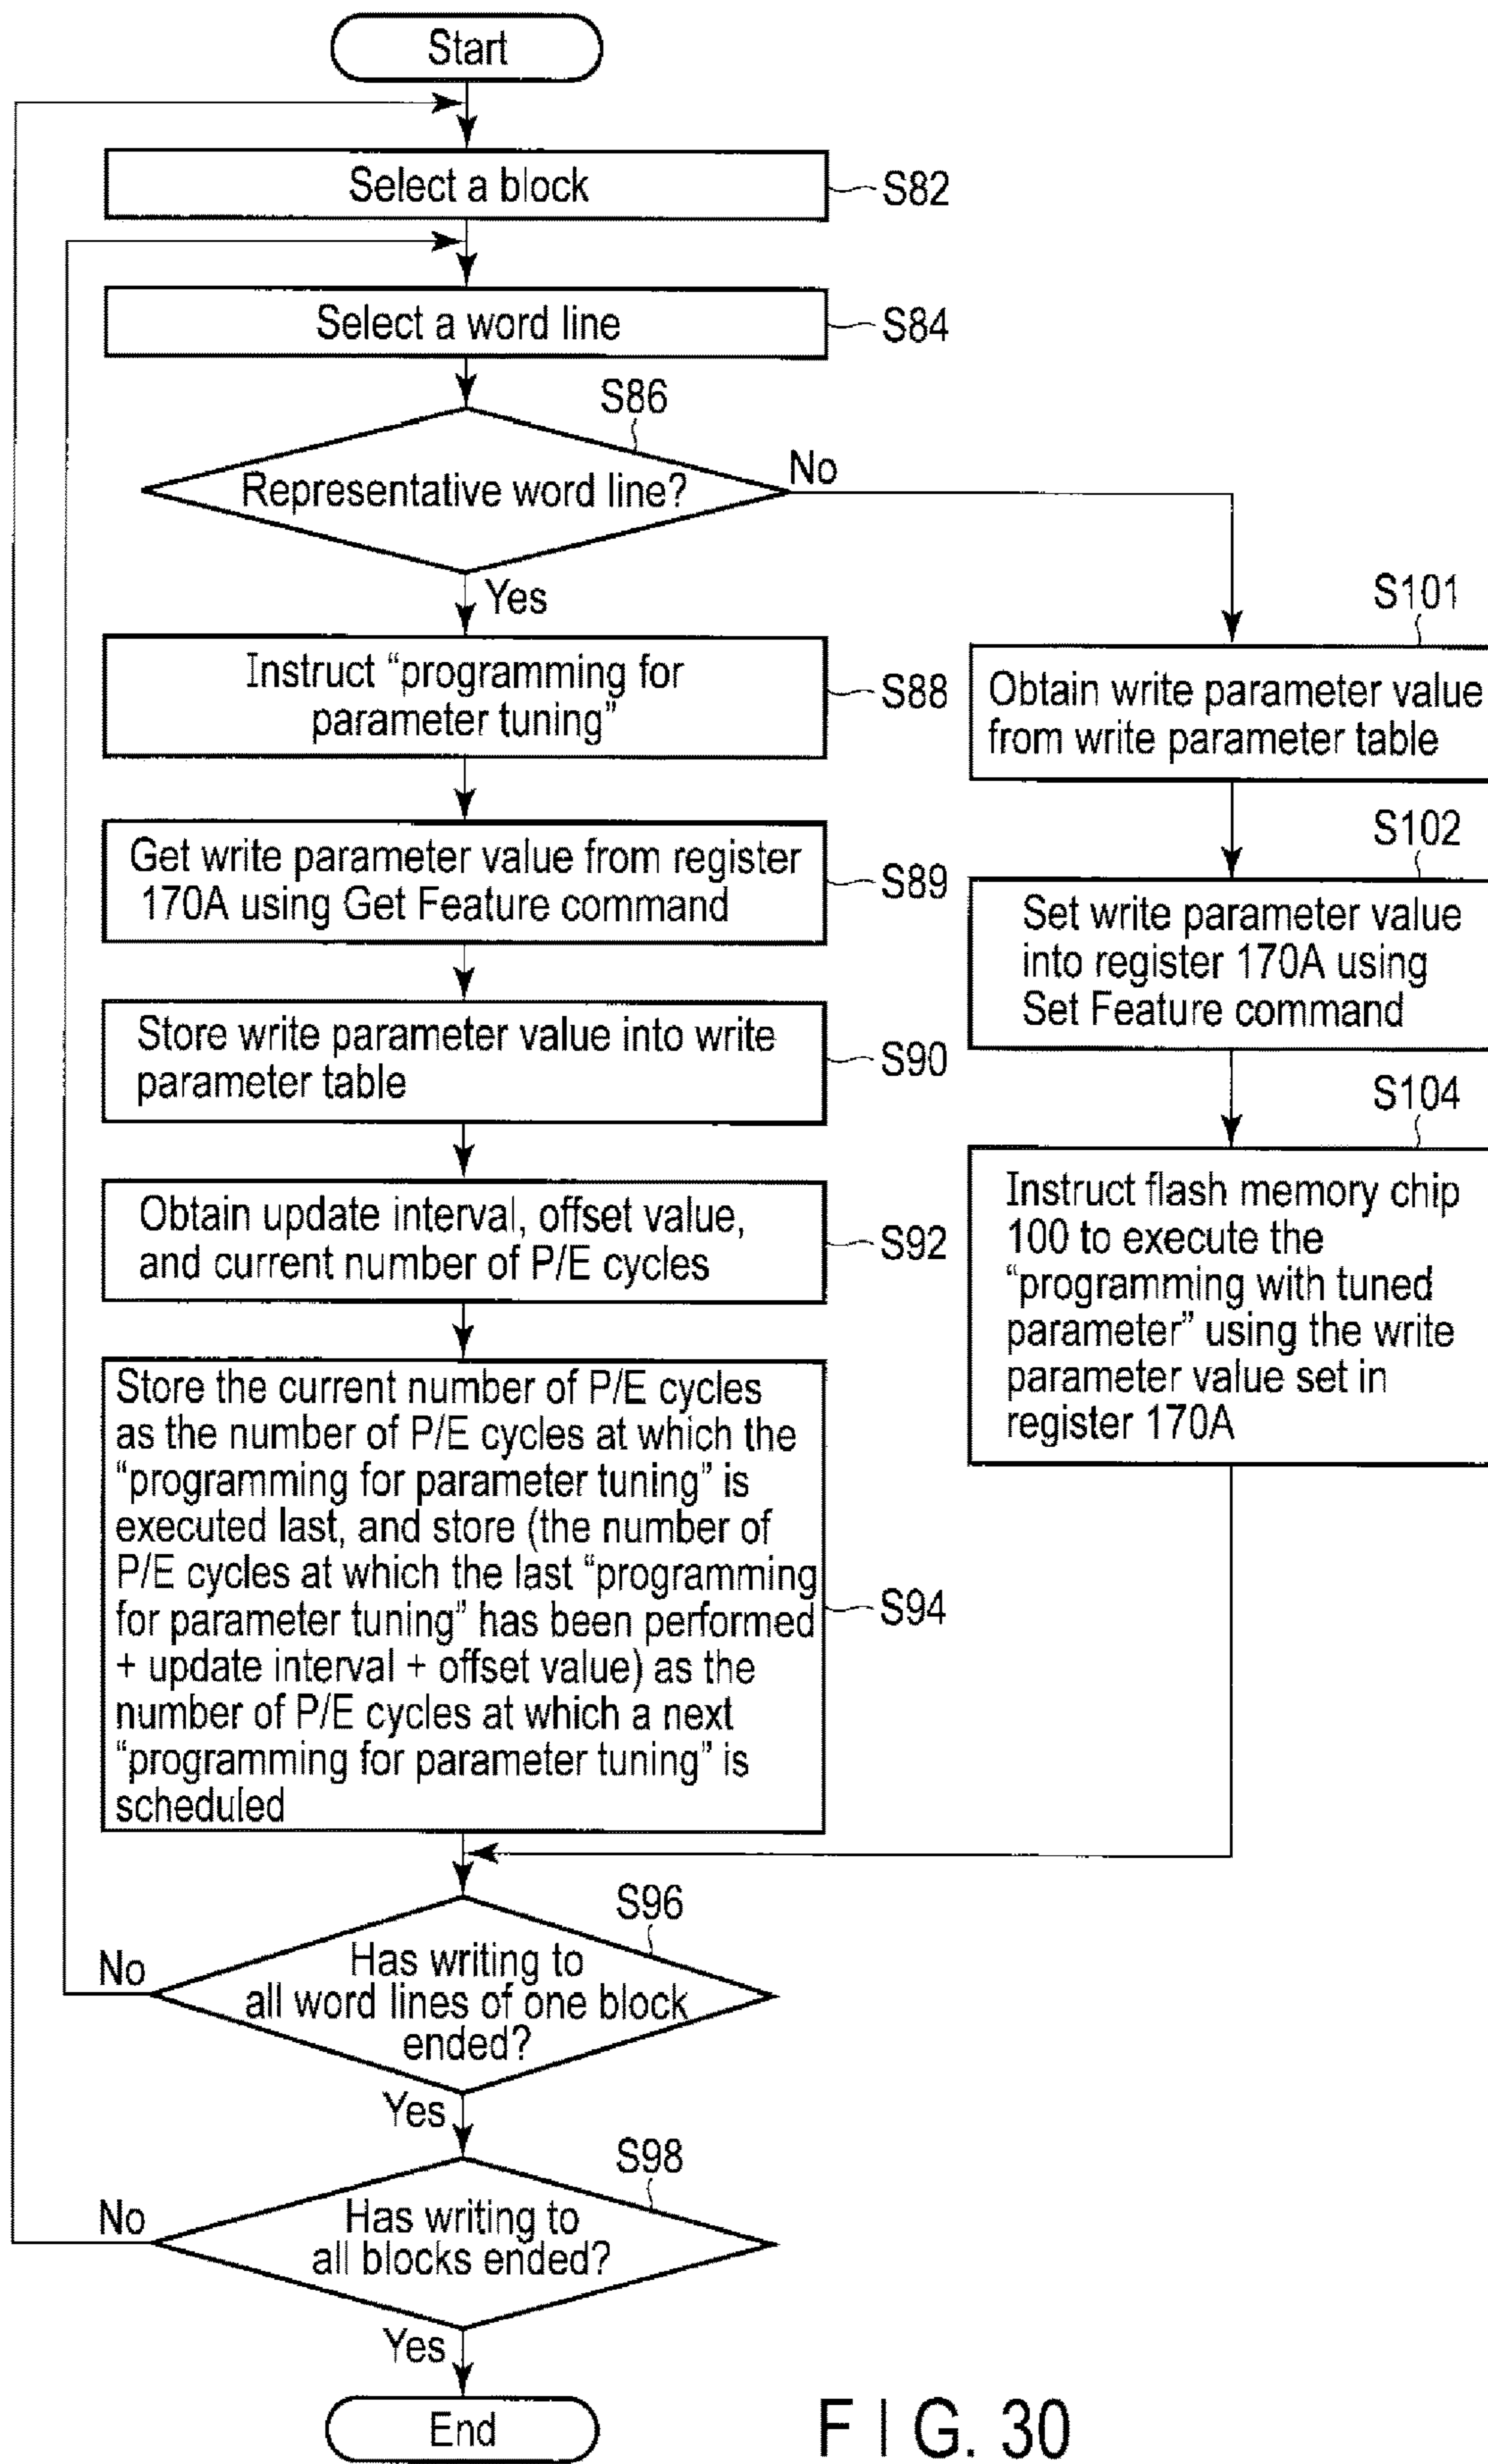 Start
Select a block
S82
Select a word line
S84
S86
Representative word line?
No
Yes
Instruct “programming for
parameter tuning”
S88
Get write parameter value from register
170A using Get Feature command
S89
Store write parameter value into write
parameter table
S90
Obtain update interval, offset value,
and current number of P/E cycles
S92
Store the current number of P/E cycles
as the number of P/E cycles at which the
“programming for parameter tuning” is
executed last, and store (the number of
P/E cycles at which the last “programming
for parameter tuning” has been performed
+ update interval + offset value) as the
number of P/E cycles at which a next
“programming for parameter tuning” is
scheduled
S94
S101
Obtain write parameter value
from write parameter table
S102
Set write parameter value
into register 170A using
Set Feature command
S104
Instruct flash memory chip
100 to execute the
“programming with tuned
parameter” using the write
parameter value set in
register 170A
S96
Has writing to
all word lines of one block
ended?
No
Yes
S98
Has writing to
all blocks ended?
No
Yes
End
F I G. 30